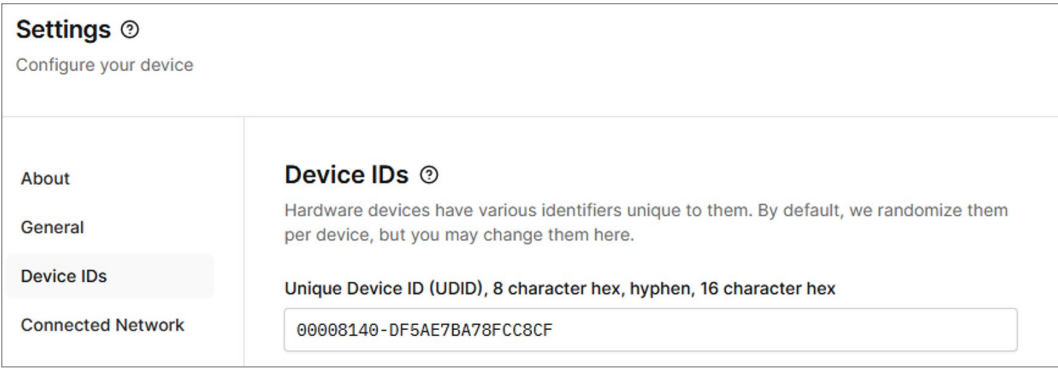 Settings
Configure your device
About
General
Device IDs
Connected Network
Device IDs
Hardware devices have various identifiers unique to them. By default, we randomize them
per device, but you may change them here.
Unique Device ID (UDID), 8 character hex, hyphen, 16 character hex
00008140-DF5AE7BA78FCC8CF